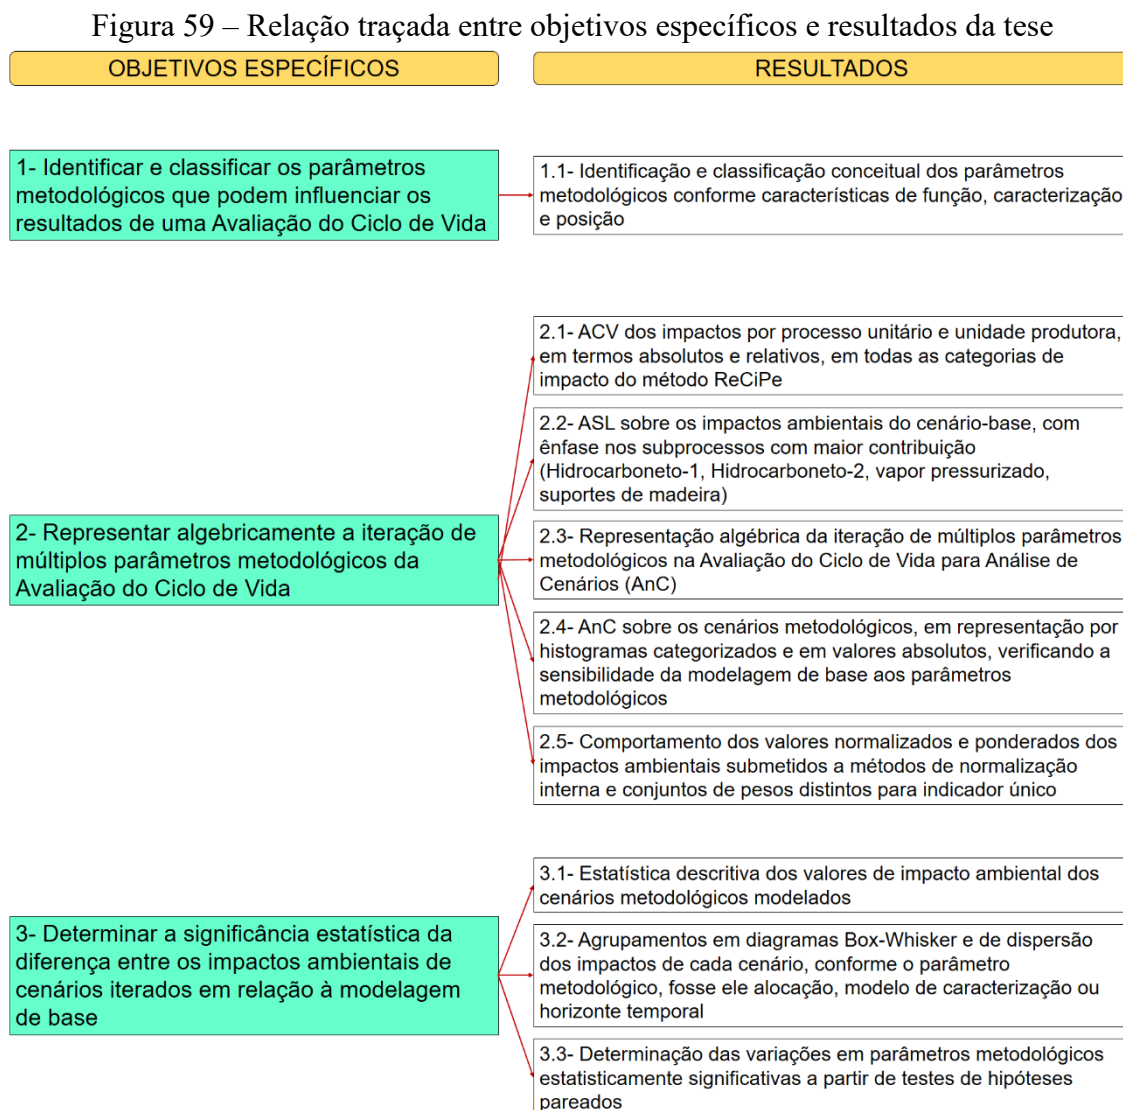 Figura 59 – Relação traçada entre objetivos específicos e resultados da tese
OBJETIVOS ESPECÍFICOS
RESULTADOS
1- Identificar e classificar os parâmetros
metodológicos que podem influenciar os
resultados de uma Avaliação do Ciclo de Vida
1.1- Identificação e classificação conceitual dos parâmetros
metodológicos conforme características de função, caracterização
e posição
2- Representar algebricamente a iteração de
múltiplos parâmetros metodológicos da
Avaliação do Ciclo de Vida
2.1- ACV dos impactos por processo unitário e unidade produtora,
em termos absolutos e relativos, em todas as categorias de
impacto do método ReCiPe
2.2- ASL sobre os impactos ambientais do cenário-base, com
ênfase nos subprocessos com maior contribuição
(Hidrocarboneto-1, Hidrocarboneto-2, vapor pressurizado,
suportes de madeira)
2.3- Representação algébrica da iteração de múltiplos parâmetros
metodológicos na Avaliação do Ciclo de Vida para Análise de
Cenários (AnC)
2.4- AnC sobre os cenários metodológicos, em representação por
histogramas categorizados e em valores absolutos, verificando a
sensibilidade da modelagem de base aos parâmetros
metodológicos
2.5- Comportamento dos valores normalizados e ponderados dos
impactos ambientais submetidos a métodos de normalização
interna e conjuntos de pesos distintos para indicador único
3- Determinar a significância estatística da
diferença entre os impactos ambientais de
cenários iterados em relação à modelagem
de base
3.1- Estatística descritiva dos valores de impacto ambiental dos
cenários metodológicos modelados
3.2- Agrupamentos em diagramas Box-Whisker e de dispersão
dos impactos de cada cenário, conforme o parâmetro
metodológico, fosse ele alocação, modelo de caracterização ou
horizonte temporal
3.3- Determinação das variações em parâmetros metodológicos
estatisticamente significativas a partir de testes de hipóteses
pareados